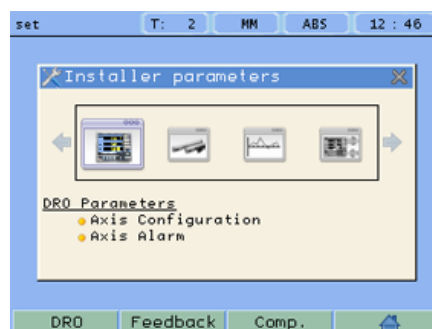 set T: 2 MM ABS 12 : 46
Installer parameters
DRO Parameters
Axis Configuration
Axis Alarm
DRO Feedback Comp.